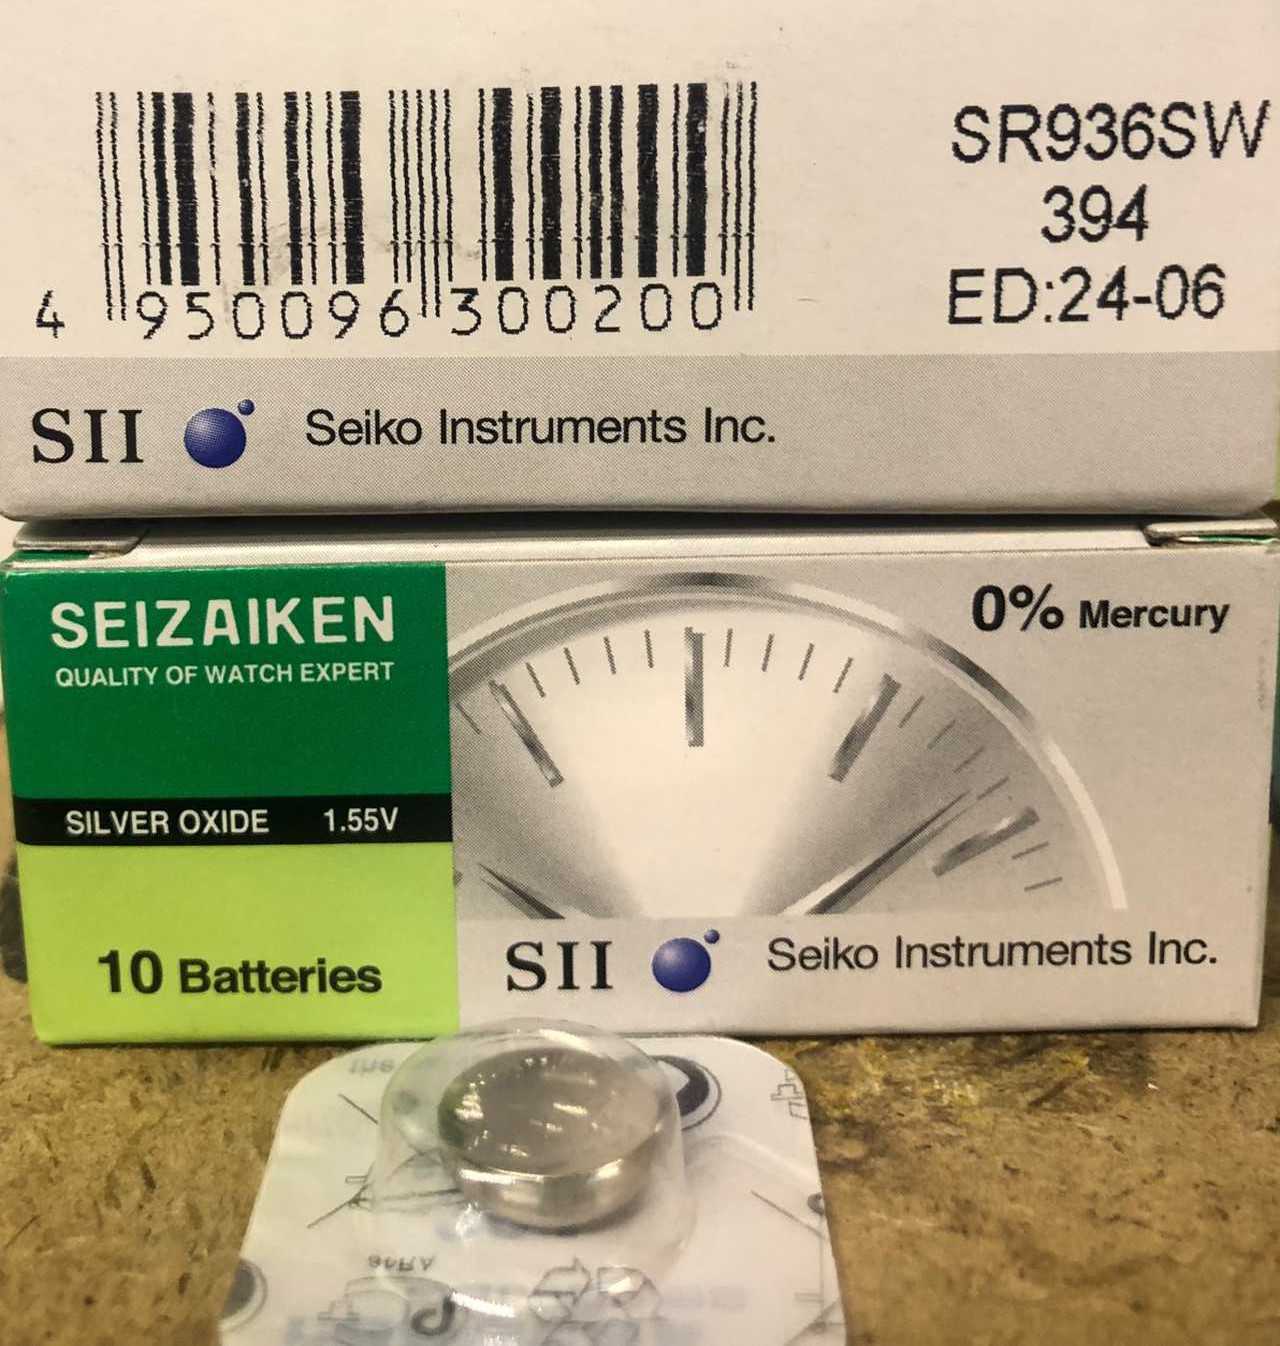 SR936SW
394
ED:24-06
4 950096 300200
SII Seiko Instruments Inc.
SEIZAIKEN
QUALITY OF WATCH EXPERT
0% Mercury
SILVER OXIDE 1.55V
10 Batteries
SII Seiko Instruments Inc.
the